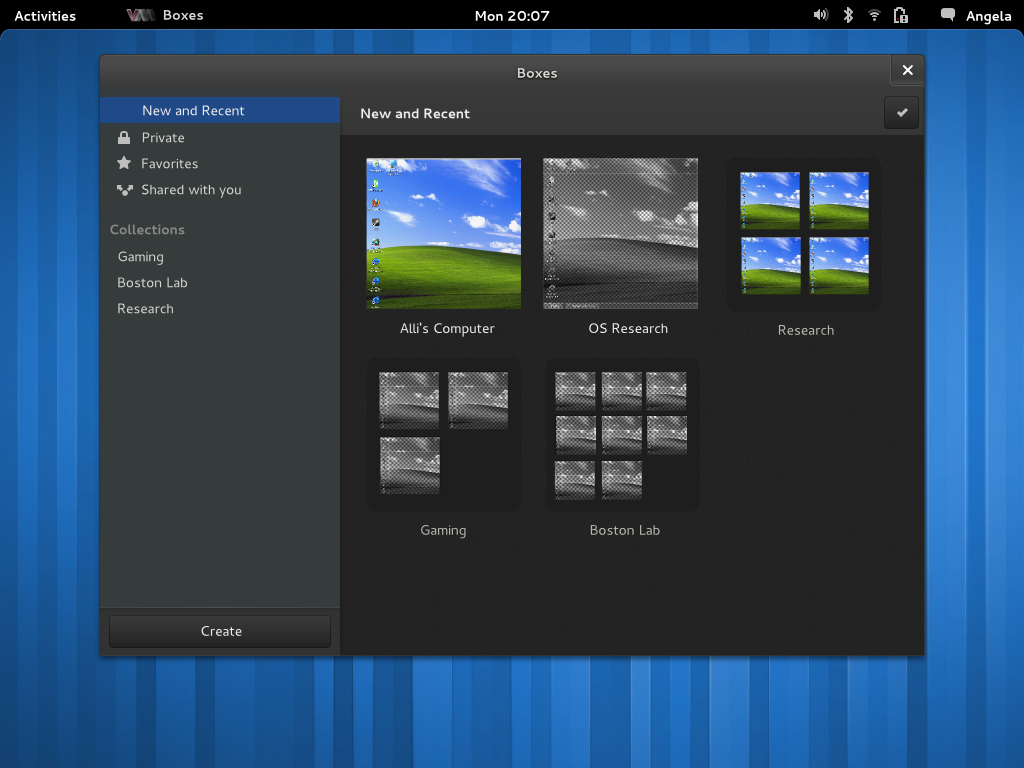 Activities Boxes Mon 20:07 Angela
Boxes
New and Recent
Private
Favorites
Shared with you
Collections
Gaming
Boston Lab
Research
Create
New and Recent
Alli's Computer OS Research Research
Gaming Boston Lab